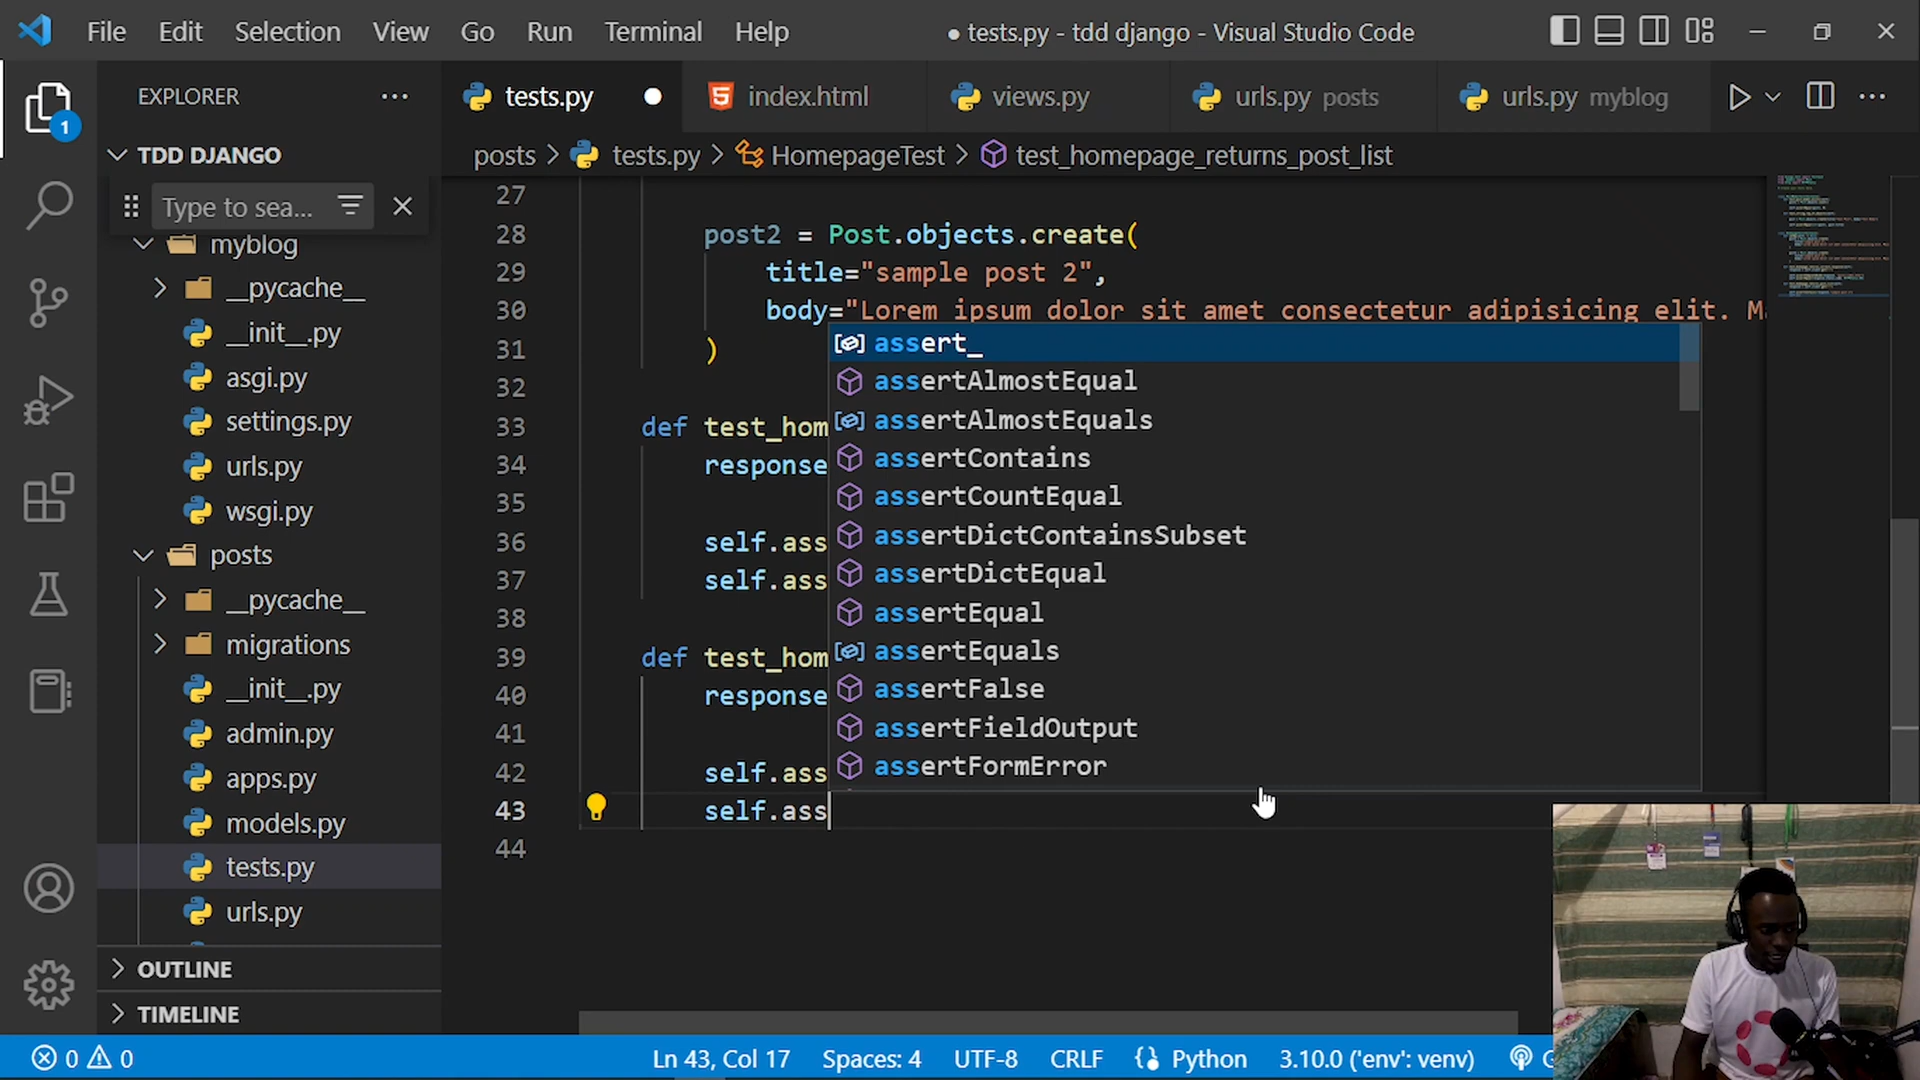 File Edit Selection View Go Run Terminal Help
● tests.py - tdd django - Visual Studio Code
EXPLORER
tests.py
index.html
views.py
urls.py posts
urls.py myblog
posts > tests.py > HomepageTest > test_homepage_returns_post_list
TDD DJANGO
Type to sea...
myblog
__pycache__
__init__.py
asgi.py
settings.py
urls.py
wsgi.py
posts
__pycache__
migrations
__init__.py
admin.py
apps.py
models.py
tests.py
urls.py
OUTLINE
TIMELINE
1
27
28 post2 = Post.objects.create(
29 title="sample post 2",
30 body="Lorem ipsum dolor sit amet consectetur adipisicing elit.
31 )
32
33 def test_hom
34 response
35
36 self.ass
37 self.ass
38
39 def test_hom
40 response
41
42 self.ass
43 self.ass
44
assert_
assertAlmostEqual
assertAlmostEquals
assertContains
assertCountEqual
assertDictContainsSubset
assertDictEqual
assertEqual
assertEquals
assertFalse
assertFieldOutput
assertFormError
0 0
Ln 43, Col 17 Spaces: 4 UTF-8 CRLF Python 3.10.0 ('env': venv)